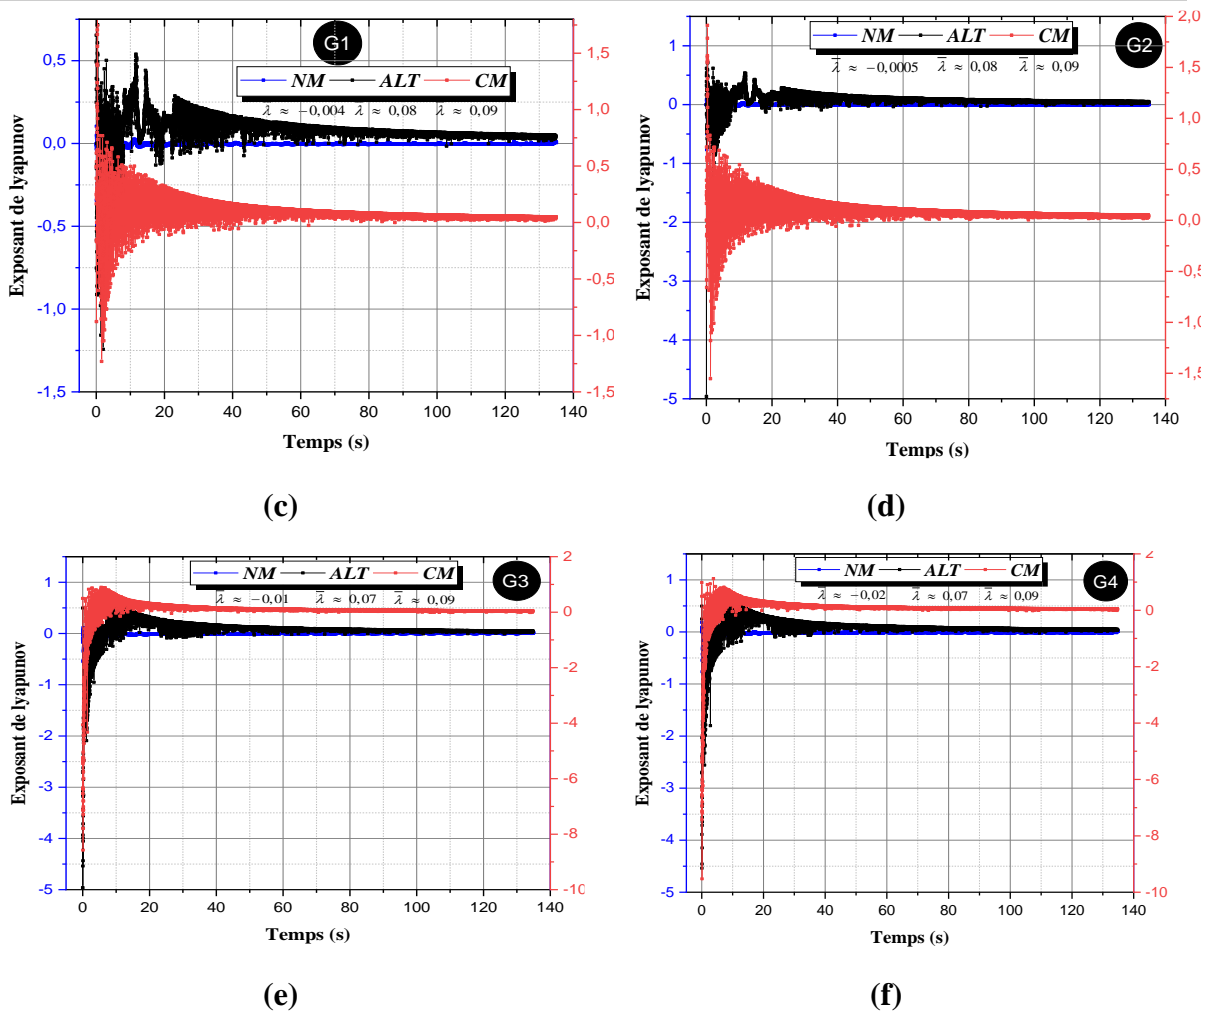 G1
NM ALT CM
λ ≈ −0,004 λ ≈ 0,08 λ ≈ 0,09
0,5
0,0
-0,5
-1,0
-1,5
1,5
1,0
0,5
0,0
-0,5
-1,0
-1,5
Exposant de lyapunov
0 20 40 60 80 100 120 140
Temps (s)
(c)
G2
NM ALT CM
λ̅ ≈ −0,0005 λ̅ ≈ 0,08 λ̅ ≈ 0,09
1
0
-1
-2
-3
-4
-5
2,0
1,5
1,0
0,5
0,0
-0,5
-1,0
-1,5
Exposant de lyapunov
0 20 40 60 80 100 120 140
Temps (s)
(d)
G3
NM ALT CM
λ̅ ≈ −0,01 λ̅ ≈ 0,07 λ̅ ≈ 0,09
1
0
-1
-2
-3
-4
-5
2
0
-2
-4
-6
-8
-10
Exposant de lyapunov
0 20 40 60 80 100 120 140
Temps (s)
(e)
G4
NM ALT CM
λ̅ ≈ −0,02 λ̅ ≈ 0,07 λ̅ ≈ 0,09
1
0
-1
-2
-3
-4
-5
2
0
-2
-4
-6
-8
-10
Exposant de lyapunov
0 20 40 60 80 100 120 140
Temps (s)
(f)